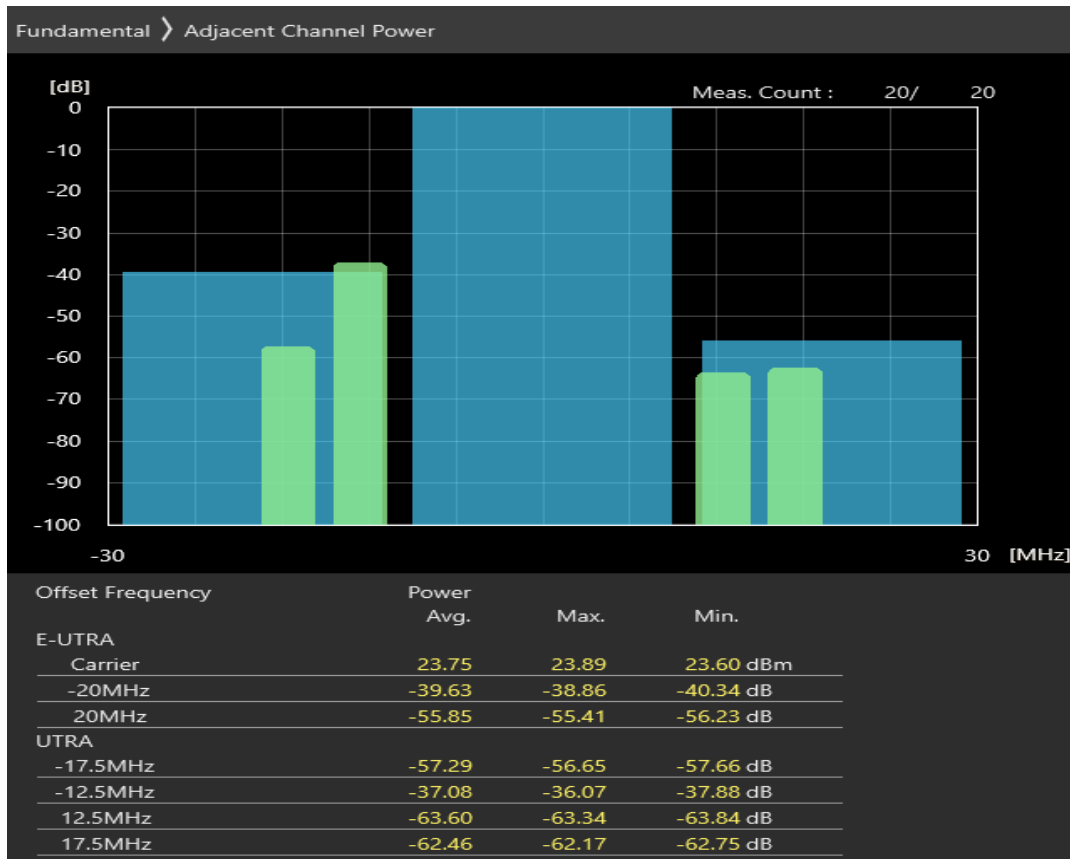 Fundamental ❯ Adjacent Channel Power
[dB]
Meas. Count : 20/ 20
0
-10
-20
-30
-40
-50
-60
-70
-80
-90
-100
-30 30 [MHz]
Offset Frequency Power
Avg. Max. Min.
E-UTRA
Carrier 23.75 23.89 23.60 dBm
-20MHz -39.63 -38.86 -40.34 dB
20MHz -55.85 -55.41 -56.23 dB
UTRA
-17.5MHz -57.29 -56.65 -57.66 dB
-12.5MHz -37.08 -36.07 -37.88 dB
12.5MHz -63.60 -63.34 -63.84 dB
17.5MHz -62.46 -62.17 -62.75 dB